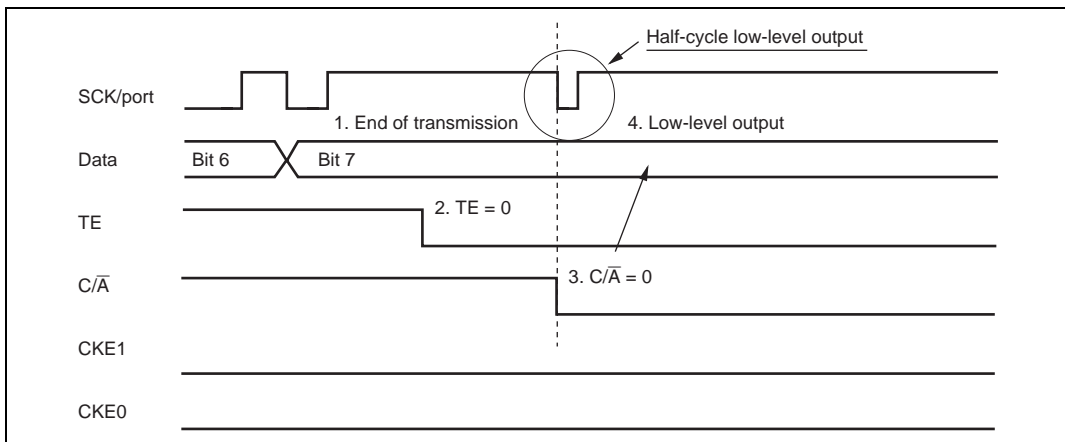 Half-cycle low-level output
SCK/port
1. End of transmission
4. Low-level output
Data
Bit 6
Bit 7
TE
2. TE = 0
C/A̅
3. C/A̅ = 0
CKE1
CKE0